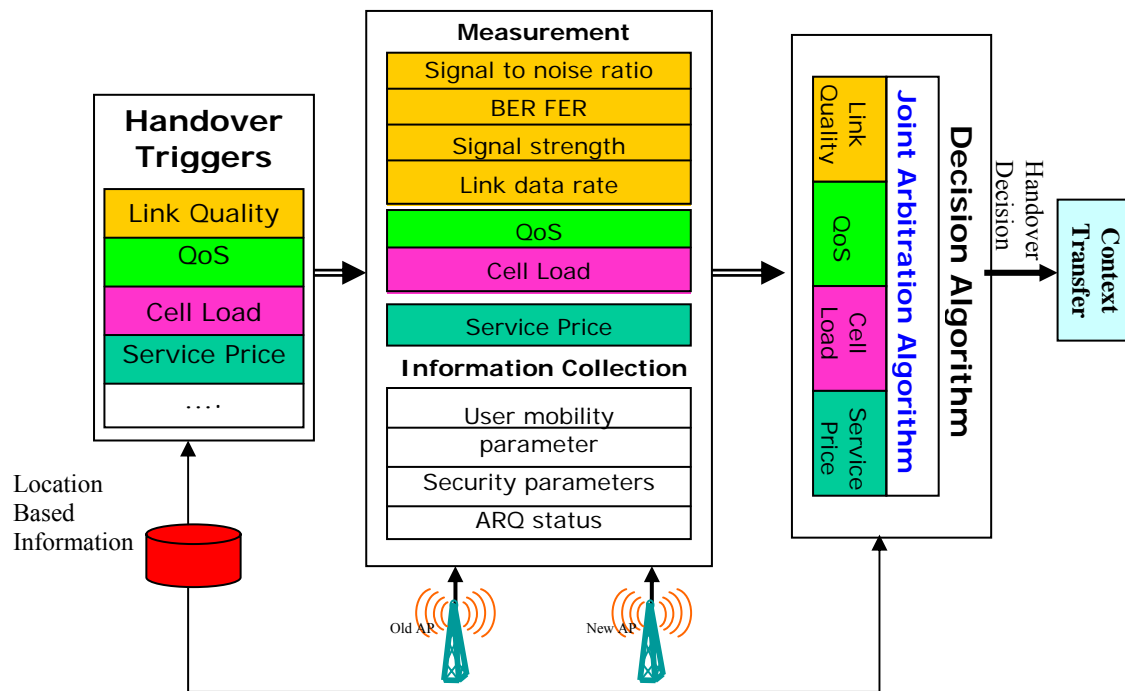 Handover
Triggers
Link Quality
QoS
Cell Load
Service Price
....
Location
Based
Information
Measurement
Signal to noise ratio
BER FER
Signal strength
Link data rate
QoS
Cell Load
Service Price
Information Collection
User mobility
parameter
Security parameters
ARQ status
Old AP
New AP
Decision Algorithm
Joint Arbitration Algorithm
Link
Quality
QoS
Cell
Load
Service
Price
Handover
Decision
Context
Transfer